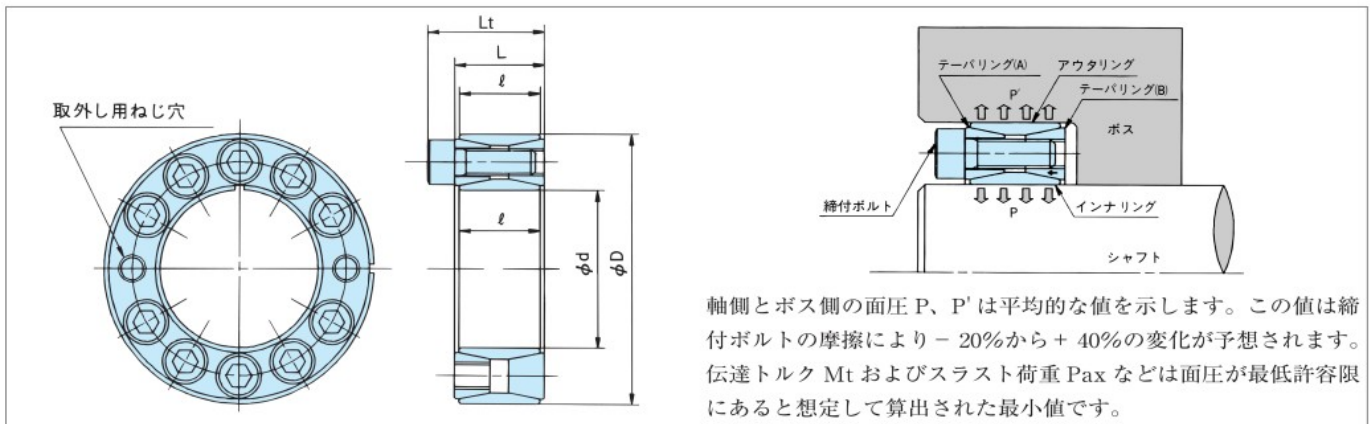 取外し用ねじ穴
Lt
L
ℓ
ℓ
φd
φD
テーパリング(A)
アウタリング
テーパリング(B)
P'
ボス
締付ボルト
P
インナリング
シャフト
軸側とボス側の面圧 P、P' は平均的な値を示します。この値は締
付ボルトの摩擦により－ 20%から＋ 40%の変化が予想されます。
伝達トルク Mt およびスラスト荷重 Pax などは面圧が最低許容限
にあると想定して算出された最小値です。